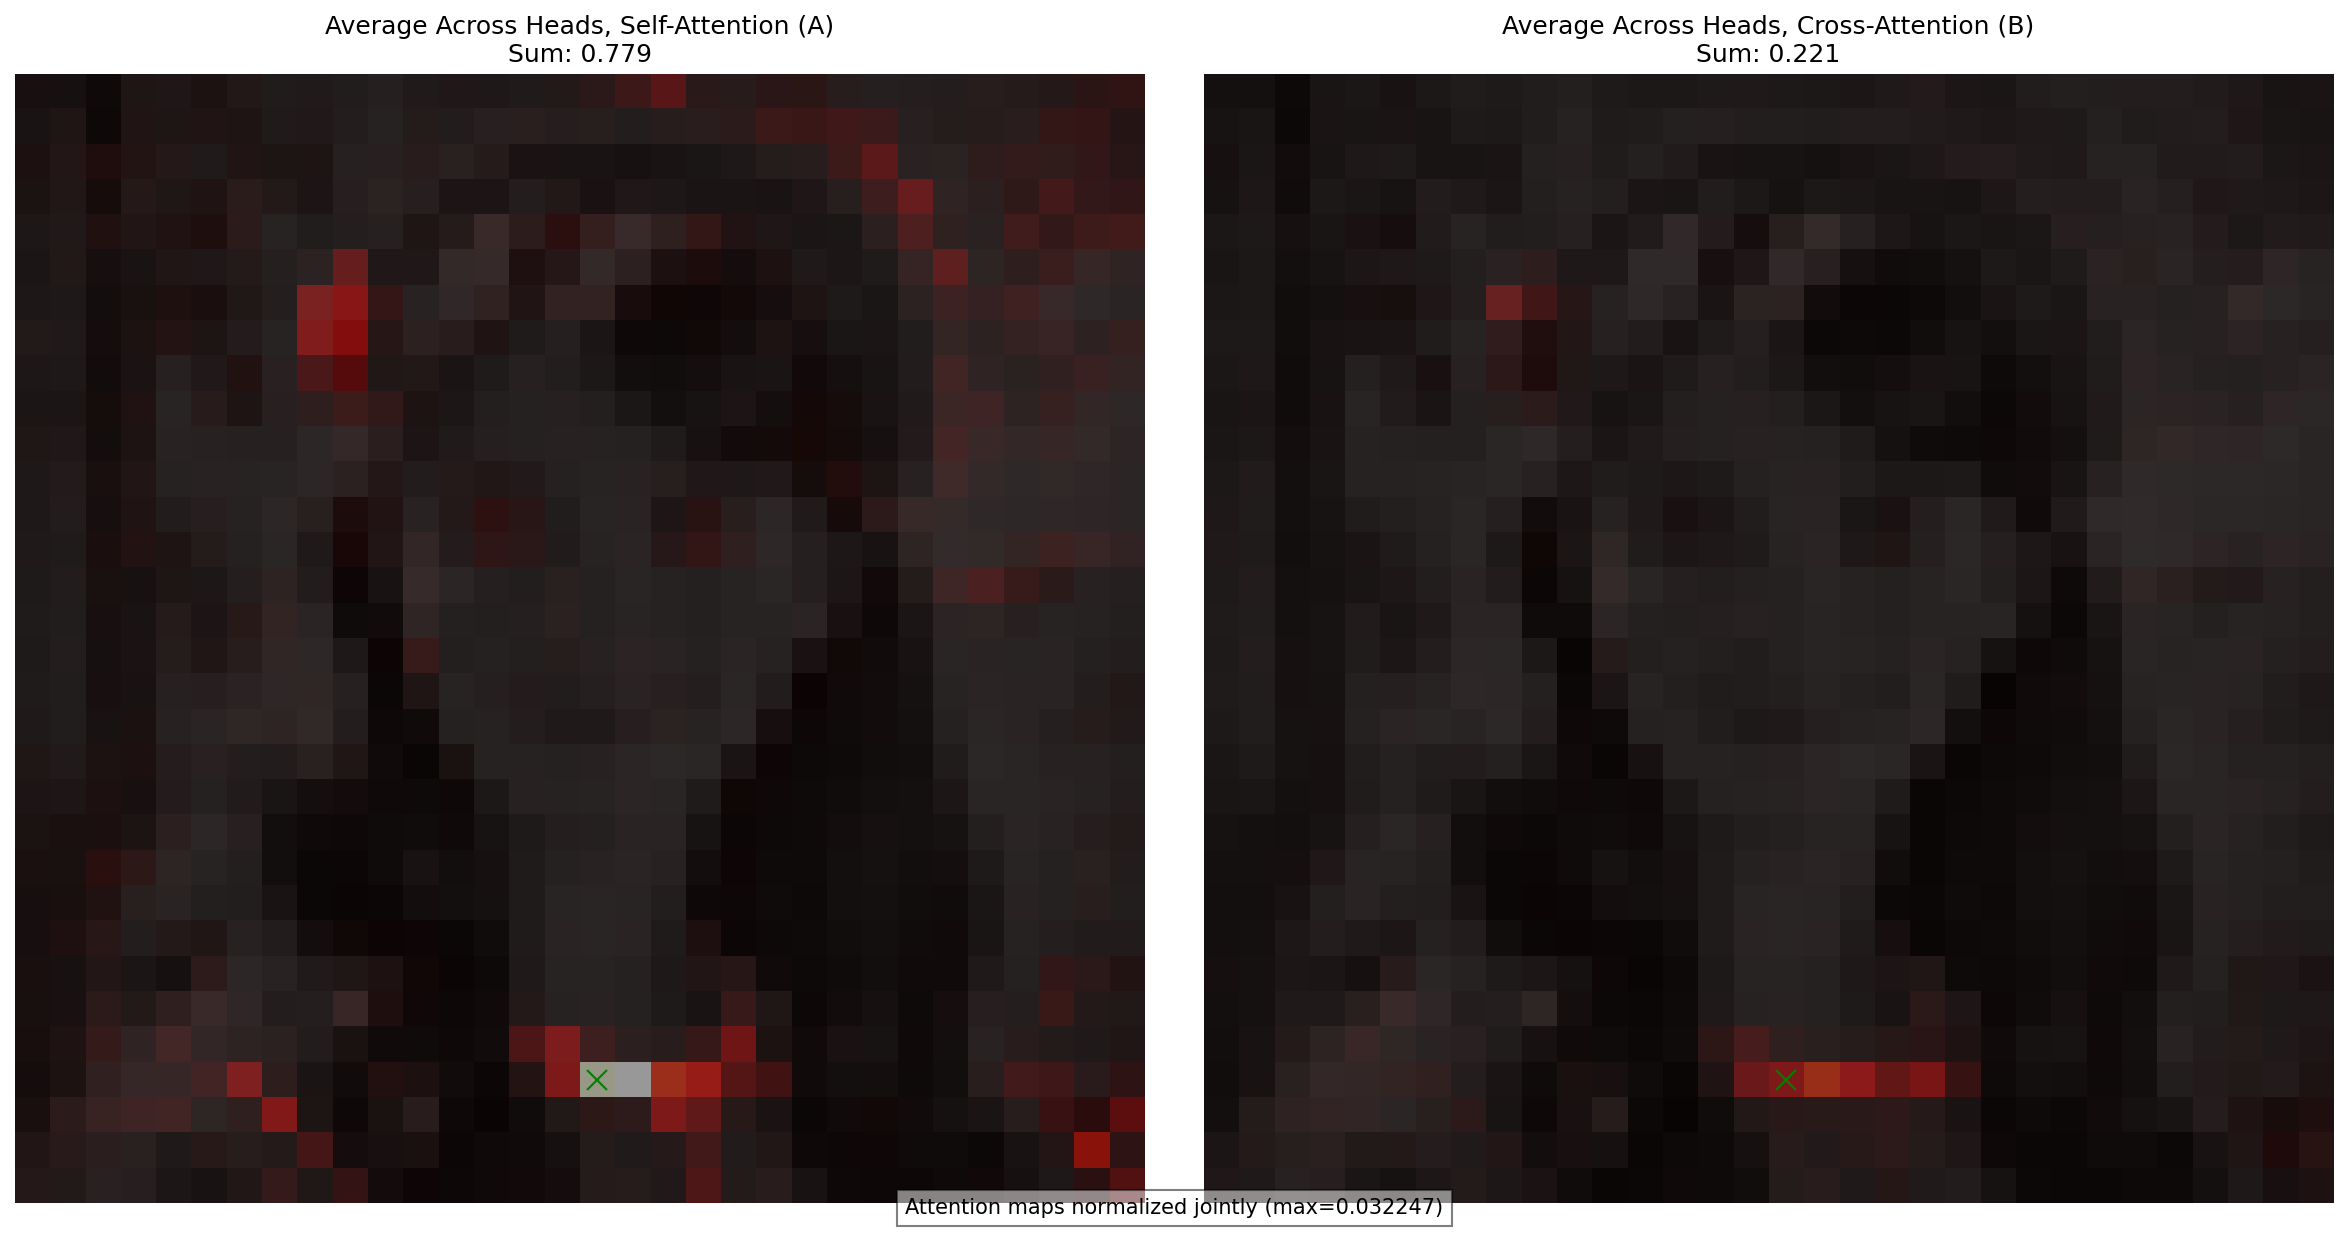 Average Across Heads, Self-Attention (A)
Sum: 0.779
Average Across Heads, Cross-Attention (B)
Sum: 0.221
Attention maps normalized jointly (max=0.032247)